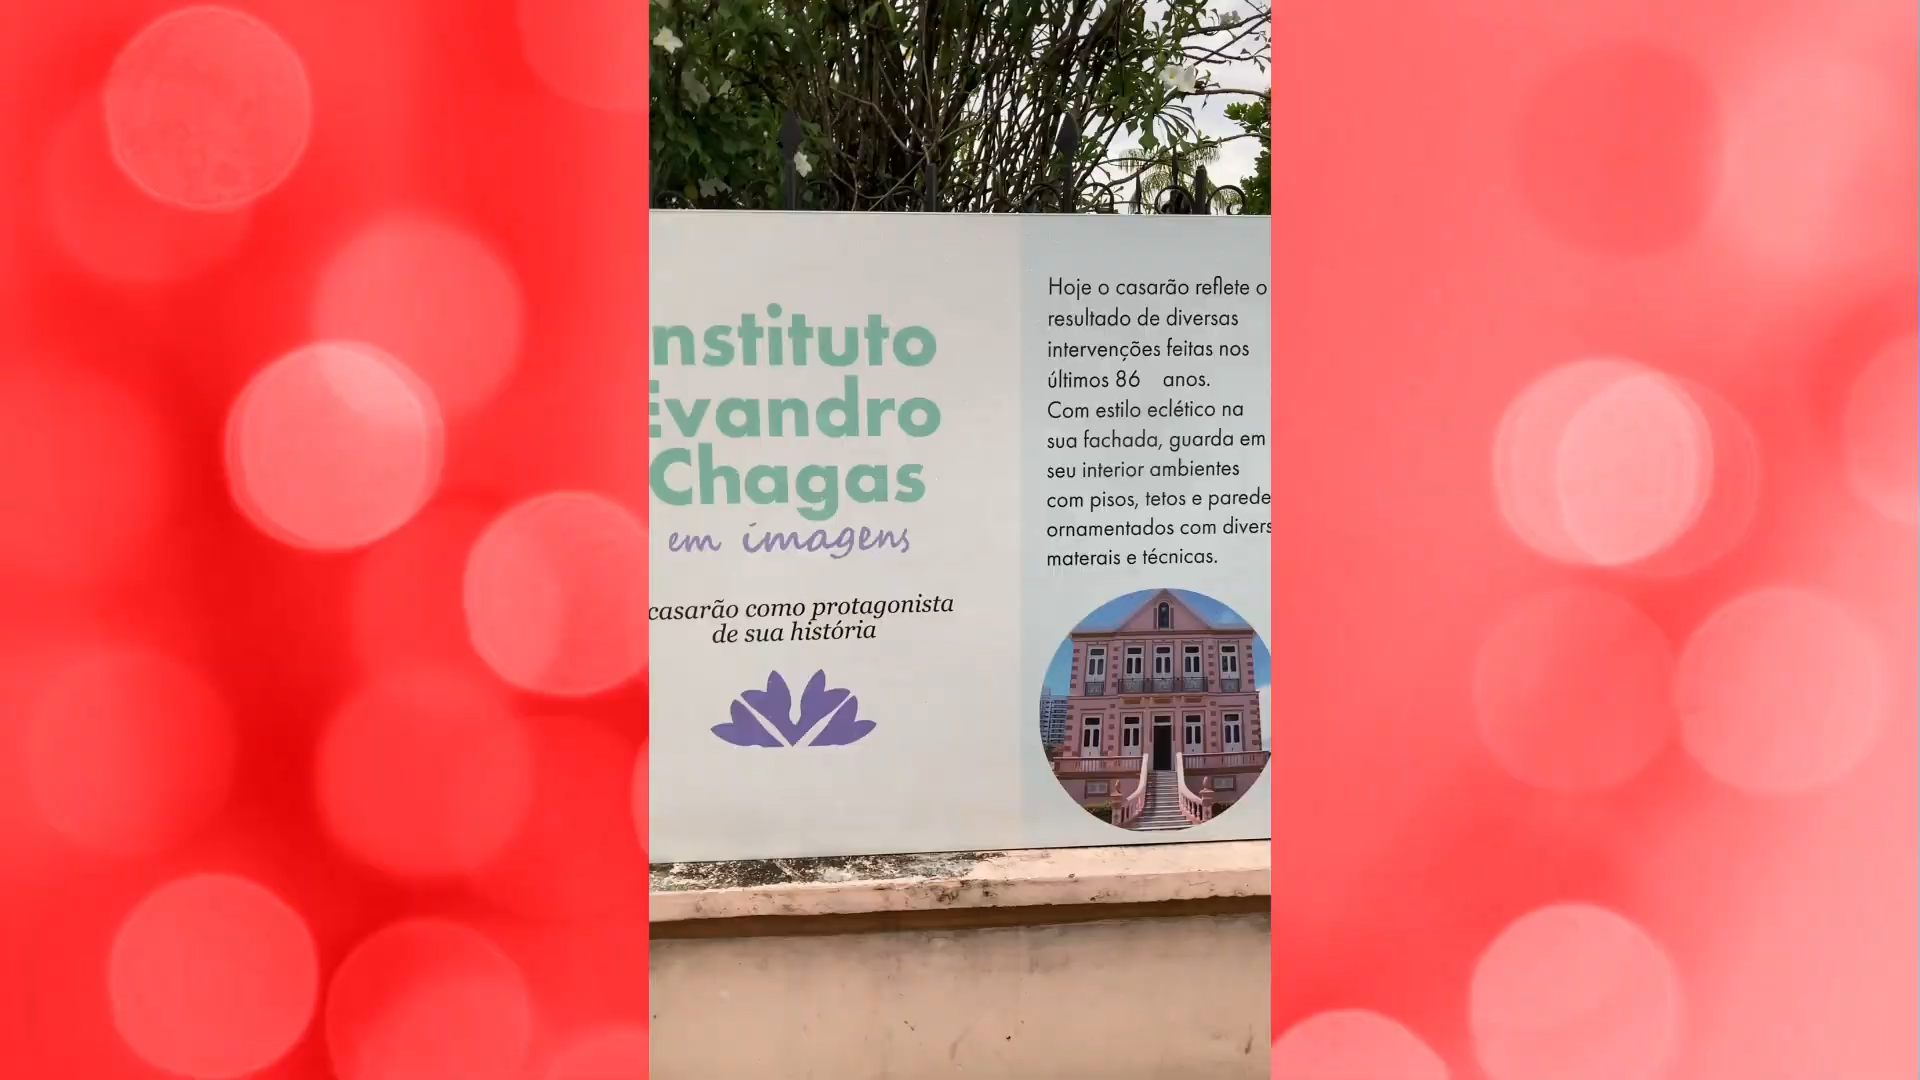 nstituto
Evandro
Chagas
em imagens
casarão como protagonista
de sua história
Hoje o casarão reflete o
resultado de diversas
intervenções feitas nos
últimos 86 anos.
Com estilo eclético na
sua fachada, guarda em
seu interior ambientes
com pisos, tetos e parede
ornamentados com divers
materais e técnicas.